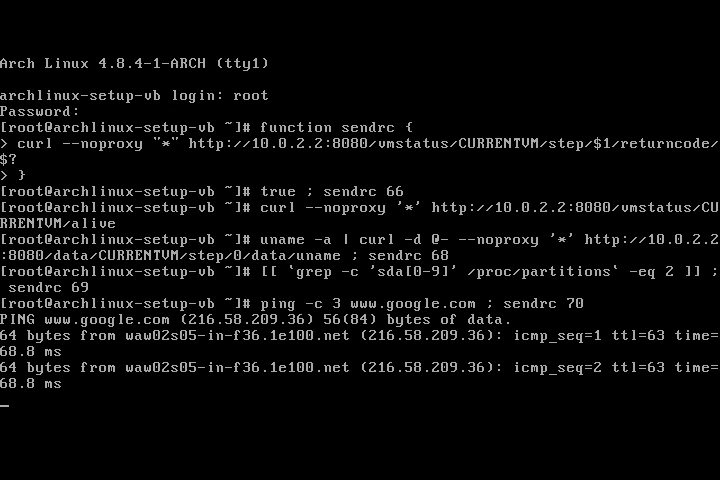 Arch Linux 4.8.4-1-ARCH (tty1)
archlinux-setup-vb login: root
Password:
[root@archlinux-setup-vb ~]# function sendrc {
> curl --noproxy "*" http://10.0.2.2:8080/vmstatus/CURRENTVM/step/$1/returncode/
$?
> }
[root@archlinux-setup-vb ~]# true ; sendrc 66
[root@archlinux-setup-vb ~]# curl --noproxy '*' http://10.0.2.2:8080/vmstatus/CU
RRENTVM/alive
[root@archlinux-setup-vb ~]# uname -a | curl -d @- --noproxy '*' http://10.0.2.2
:8080/data/CURRENTVM/step/0/data/uname ; sendrc 68
[root@archlinux-setup-vb ~]# [[ `grep -c 'sda[0-9]' /proc/partitions` -eq 2 ]] ;
 sendrc 69
[root@archlinux-setup-vb ~]# ping -c 3 www.google.com ; sendrc 70
PING www.google.com (216.58.209.36) 56(84) bytes of data.
64 bytes from waw02s05-in-f36.1e100.net (216.58.209.36): icmp_seq=1 ttl=63 time=
68.8 ms
64 bytes from waw02s05-in-f36.1e100.net (216.58.209.36): icmp_seq=2 ttl=63 time=
68.8 ms